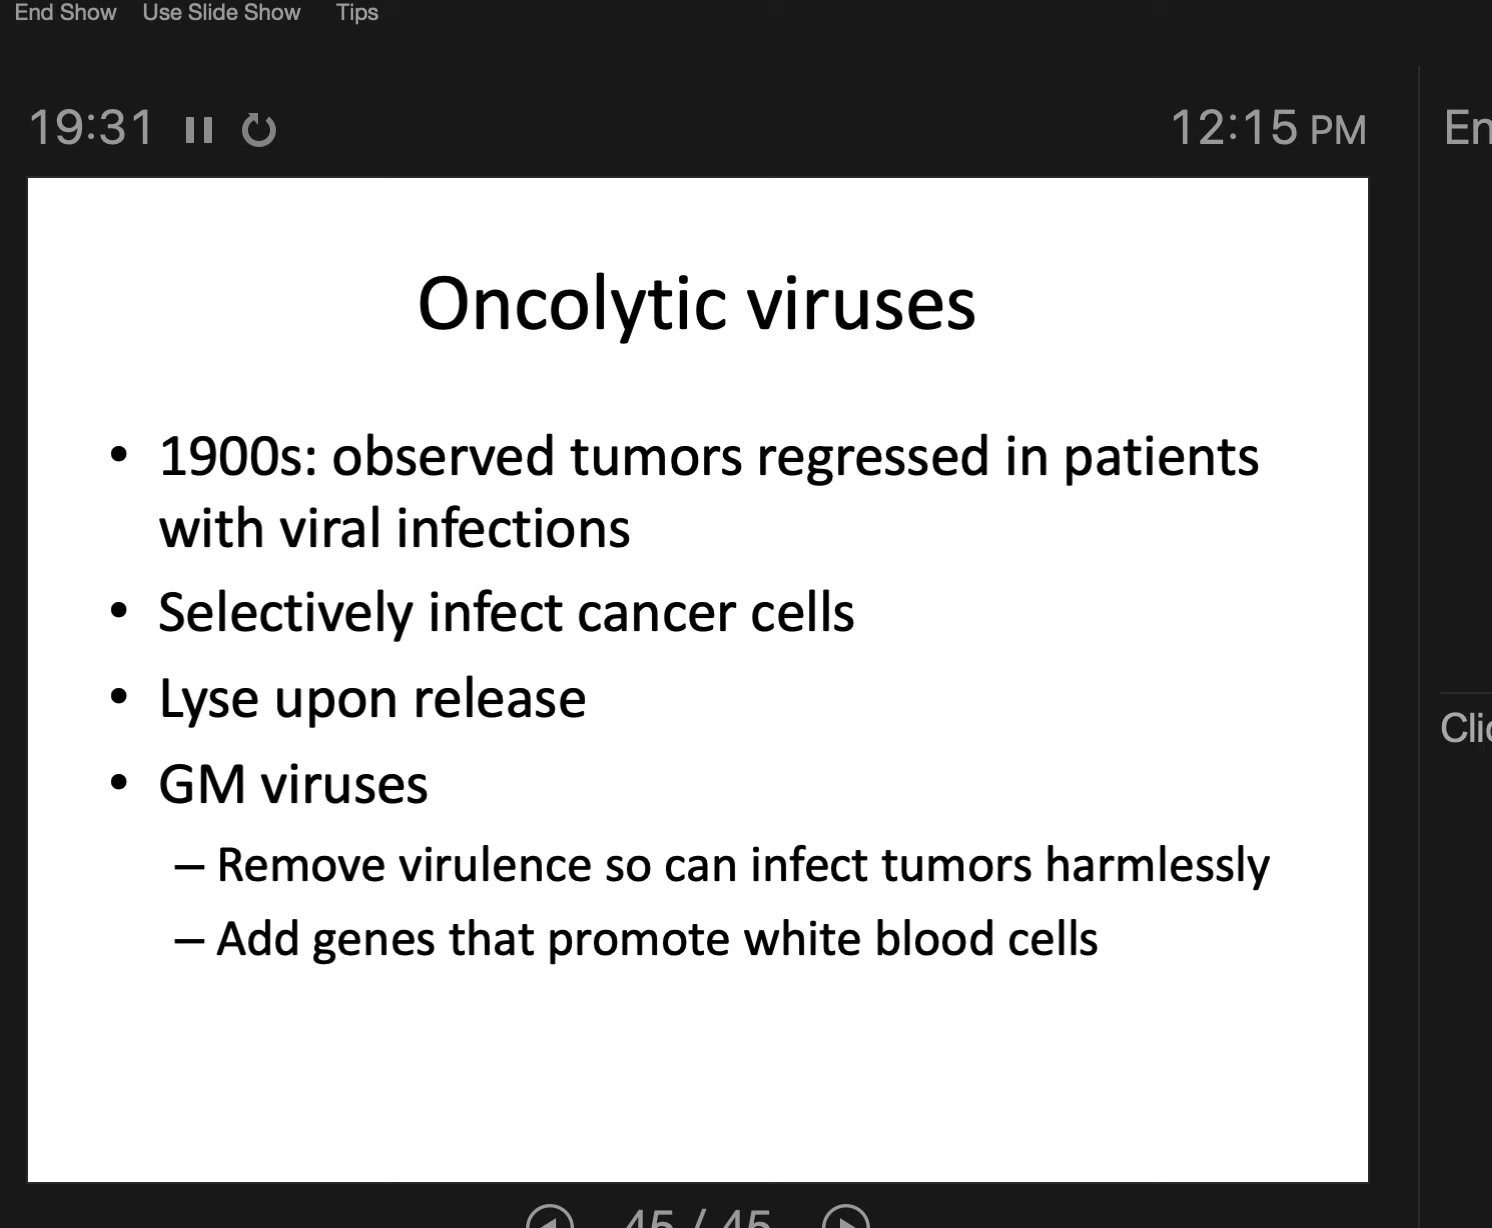 End Show Use Slide Show Tips
19:31 12:15 PM
Oncolytic viruses
• 1900s: observed tumors regressed in patients
with viral infections
• Selectively infect cancer cells
• Lyse upon release
• GM viruses
– Remove virulence so can infect tumors harmlessly
– Add genes that promote white blood cells
45 / 45